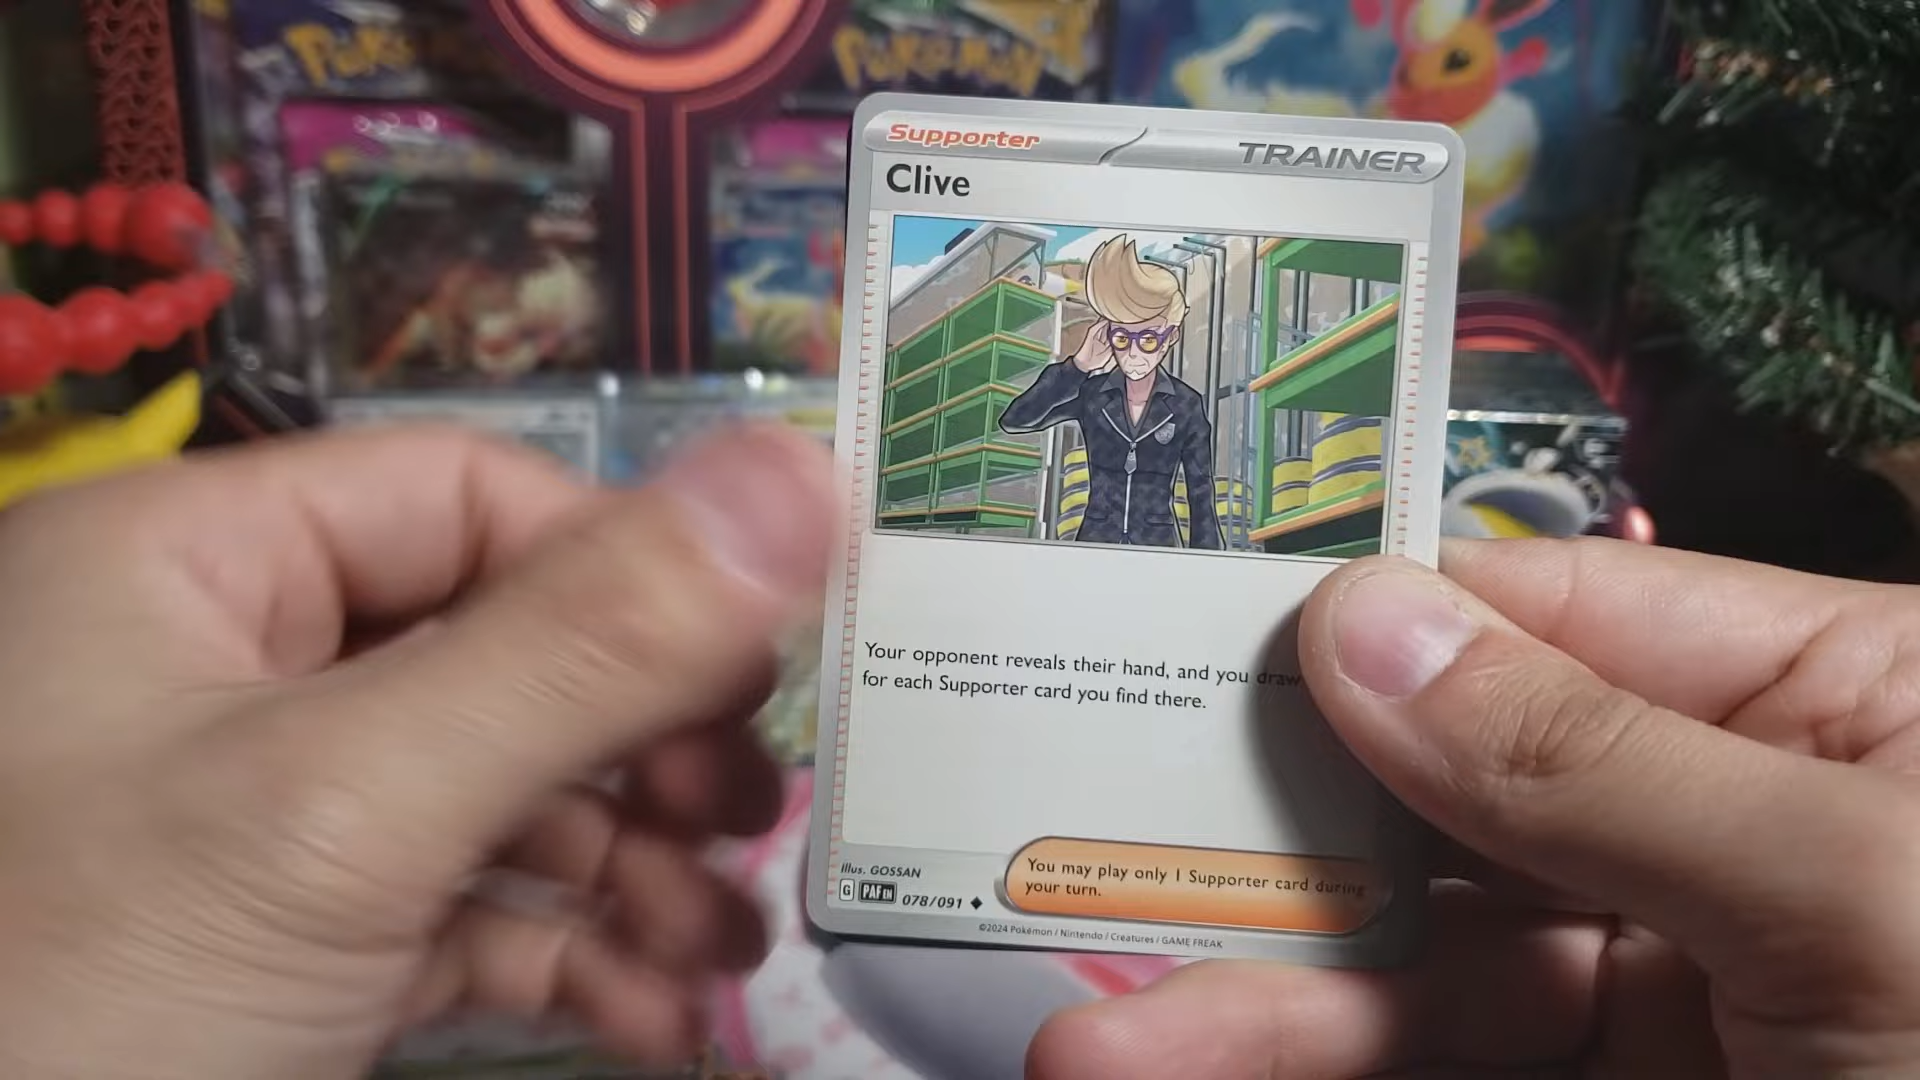 POKéMON
Supporter
TRAINER
Clive
Your opponent reveals their hand, and you draw
for each Supporter card you find there.
You may play only 1 Supporter card during
your turn.
Illus. GOSSAN
G PAF EN 078/091
©2024 Pokémon / Nintendo / Creatures / GAME FREAK